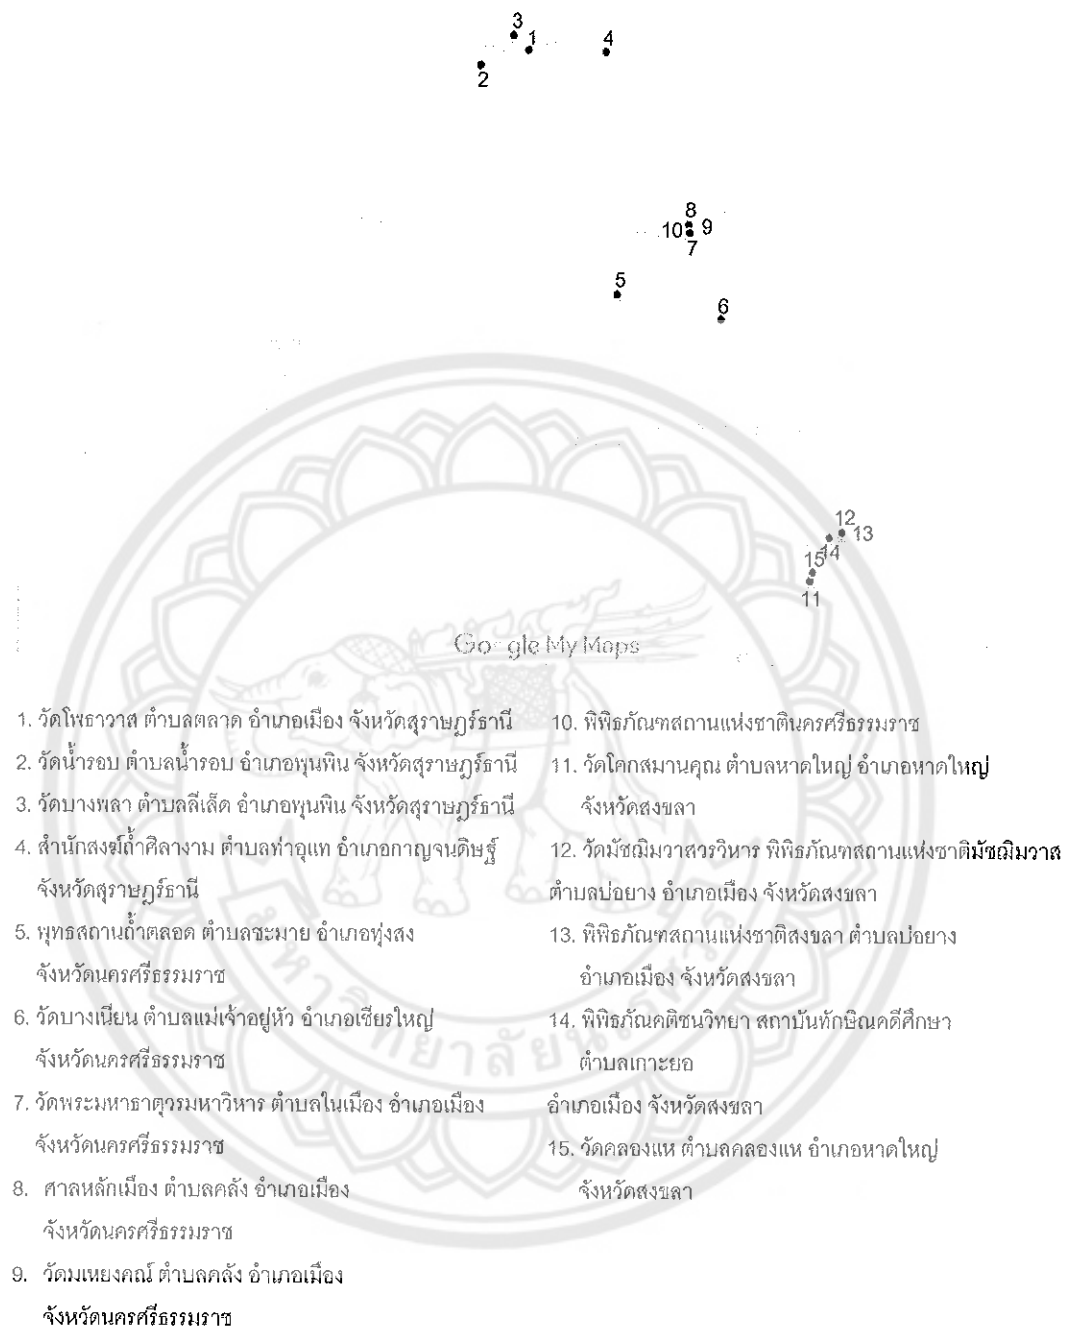 3
1
4
2
8
10 9
7
5
6
12
13
14
15
11
Google My Maps
1. วัดโพธาวาส ตำบลตลาด อำเภอเมือง จังหวัดสุราษฎร์ธานี
2. วัดน้ำรอบ ตำบลน้ำรอบ อำเภอพุนพิน จังหวัดสุราษฎร์ธานี
3. วัดบางพลา ตำบลลีเล็ด อำเภอพุนพิน จังหวัดสุราษฎร์ธานี
4. สำนักสงฆ์ถ้ำศิลางาม ตำบลท่าอุแท อำเภอกาญจนดิษฐ์
จังหวัดสุราษฎร์ธานี
5. พุทธสถานถ้ำตลอด ตำบลชะมาย อำเภอทุ่งสง
จังหวัดนครศรีธรรมราช
6. วัดบางเนียน ตำบลแม่เจ้าอยู่หัว อำเภอเชียรใหญ่
จังหวัดนครศรีธรรมราช
7. วัดพระมหาธาตุวรมหาวิหาร ตำบลในเมือง อำเภอเมือง
จังหวัดนครศรีธรรมราช
8. ศาลหลักเมือง ตำบลคลัง อำเภอเมือง
จังหวัดนครศรีธรรมราช
9. วัดมเหยงคณ์ ตำบลคลัง อำเภอเมือง
จังหวัดนครศรีธรรมราช
10. พิพิธภัณฑสถานแห่งชาตินครศรีธรรมราช
11. วัดโคกสมานคุณ ตำบลหาดใหญ่ อำเภอหาดใหญ่
จังหวัดสงขลา
12. วัดมัชฌิมวาสวรวิหาร พิพิธภัณฑสถานแห่งชาติมัชฌิมวาส
ตำบลบ่อยาง อำเภอเมือง จังหวัดสงขลา
13. พิพิธภัณฑสถานแห่งชาติสงขลา ตำบลบ่อยาง
อำเภอเมือง จังหวัดสงขลา
14. พิพิธภัณคติชนวิทยา สถาบันทักษิณคดีศึกษา
ตำบลเกาะยอ
อำเภอเมือง จังหวัดสงขลา
15. วัดคลองแห ตำบลคลองแห อำเภอหาดใหญ่
จังหวัดสงขลา